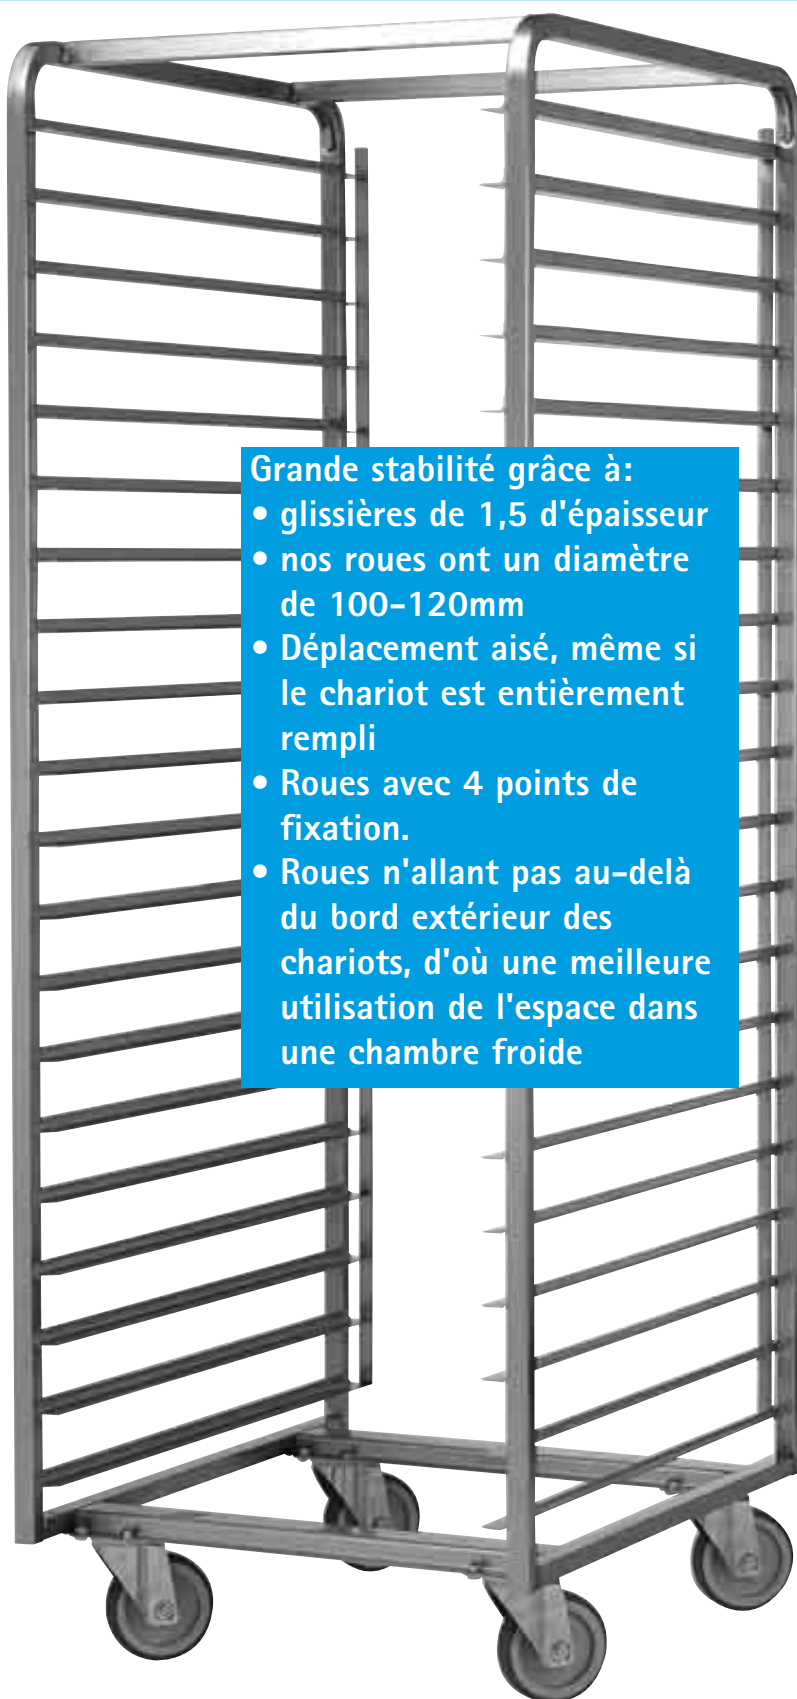 Grande stabilité grâce à:
• glissières de 1,5 d'épaisseur
• nos roues ont un diamètre
de 100-120mm
• Déplacement aisé, même si
le chariot est entièrement
rempli
• Roues avec 4 points de
fixation.
• Roues n'allant pas au-delà
du bord extérieur des
chariots, d'où une meilleure
utilisation de l'espace dans
une chambre froide